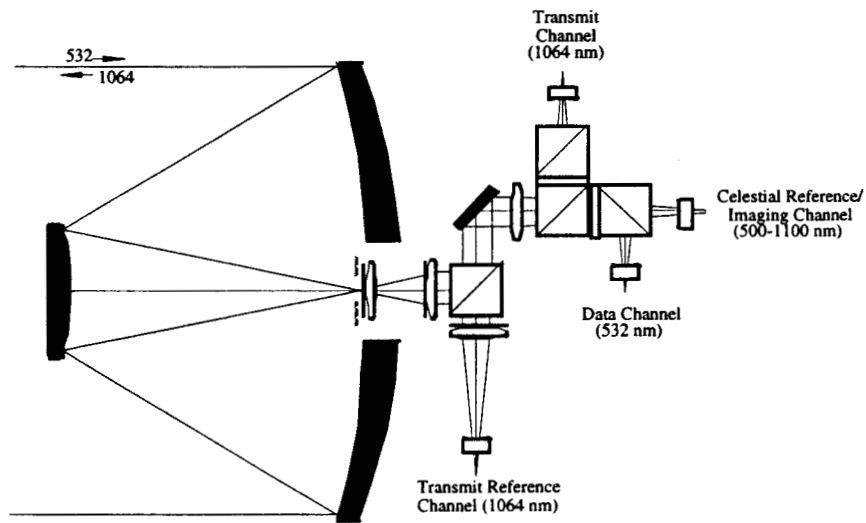 532
1064
Transmit
Channel
(1064 nm)
Celestial Reference/
Imaging Channel
(500-1100 nm)
Data Channel
(532 nm)
Transmit Reference
Channel (1064 nm)